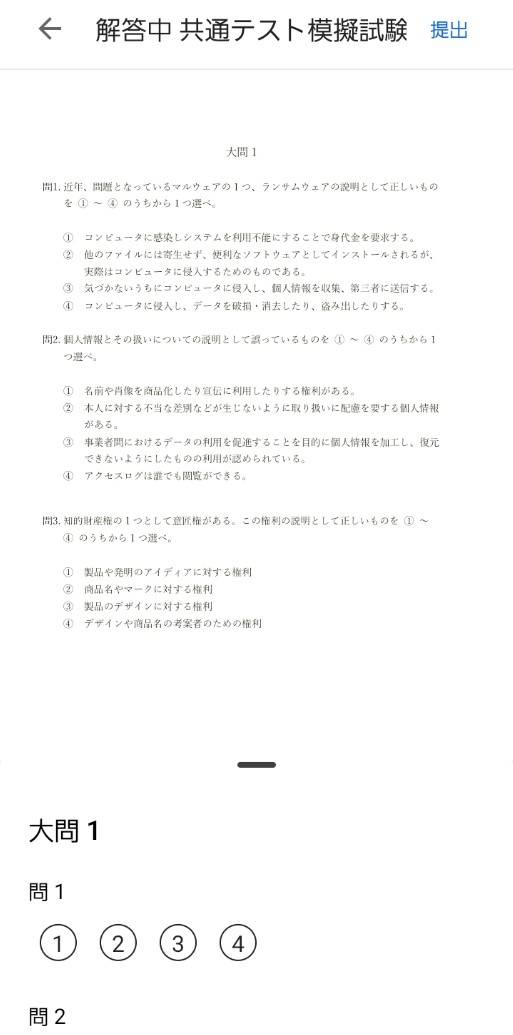 解答中 共通テスト模擬試験 提出
大問 1
問1. 近年、問題となっているマルウェアの1つ、ランサムウェアの説明として正しいもの
を ① ～ ④ のうちから1つ選べ。
① コンピュータに感染しシステムを利用不能にすることで身代金を要求する。
② 他のファイルには寄生せず、便利なソフトウェアとしてインストールされるが、
実際はコンピュータに侵入するためのものである。
③ 気づかないうちにコンピュータに侵入し、個人情報を収集、第三者に送信する。
④ コンピュータに侵入し、データを破損・消去したり、盗み出したりする。
問2. 個人情報とその扱いについての説明として誤っているものを ① ～ ④ のうちから1
つ選べ。
① 名前や肖像を商品化したり宣伝に利用したりする権利がある。
② 本人に対する不当な差別などが生じないように取り扱いに配慮を要する個人情報
がある。
③ 事業者間におけるデータの利用を促進することを目的に個人情報を加工し、復元
できないようにしたものの利用が認められている。
④ アクセスログは誰でも閲覧ができる。
問3. 知的財産権の1つとして意匠権がある。この権利の説明として正しいものを ① ～
④ のうちから1つ選べ。
① 製品や発明のアイディアに対する権利
② 商品名やマークに対する権利
③ 製品のデザインに対する権利
④ デザインや商品名の考案者のための権利
大問 1
問 1
1 2 3 4
問 2